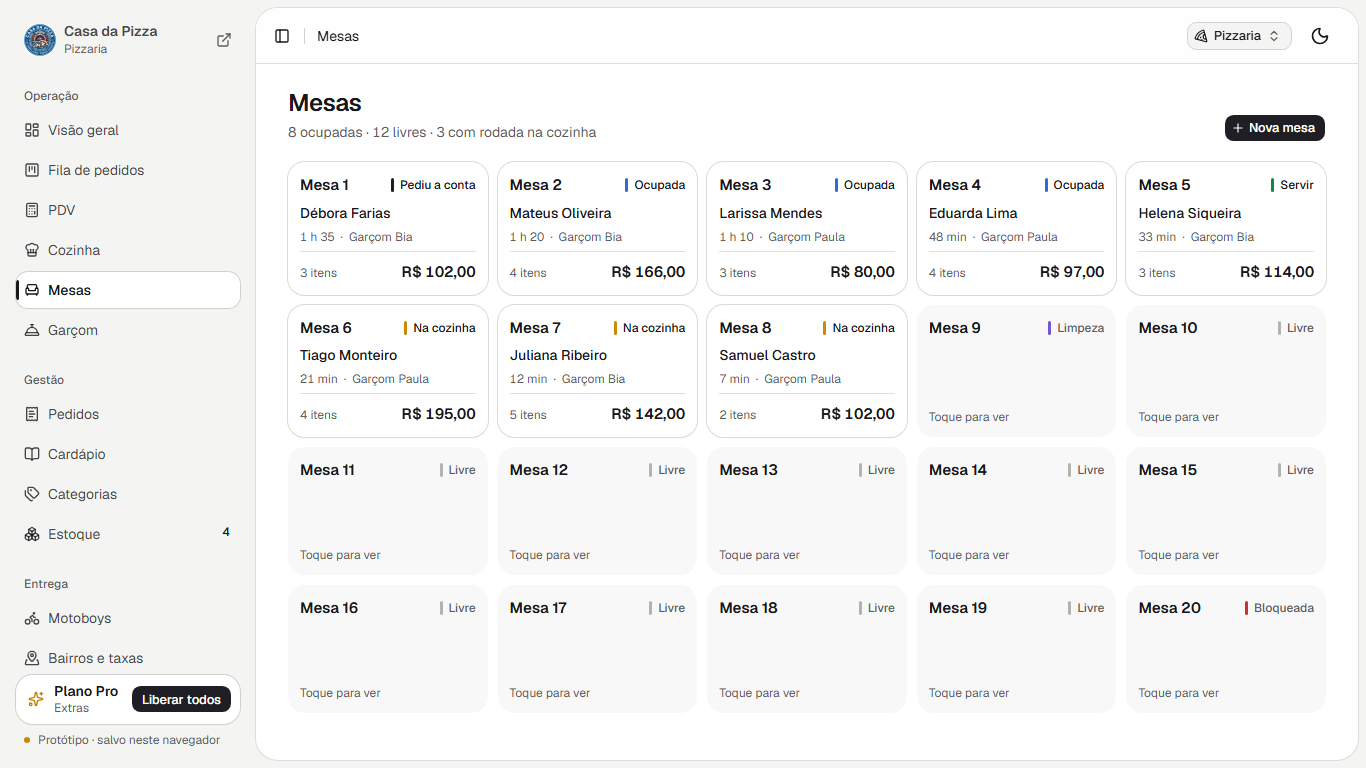 Casa da Pizza
Pizzaria
Operação
Visão geral
Fila de pedidos
PDV
Cozinha
Mesas
Garçom
Gestão
Pedidos
Cardápio
Categorias
Estoque 4
Entrega
Motoboys
Bairros e taxas
Plano Pro
Extras
Liberar todos
Protótipo · salvo neste navegador
Mesas
Pizzaria
Mesas
8 ocupadas · 12 livres · 3 com rodada na cozinha
+ Nova mesa
Mesa 1 Pediu a conta
Débora Farias
1 h 35 · Garçom Bia
3 itens R$ 102,00
Mesa 2 Ocupada
Mateus Oliveira
1 h 20 · Garçom Bia
4 itens R$ 166,00
Mesa 3 Ocupada
Larissa Mendes
1 h 10 · Garçom Paula
3 itens R$ 80,00
Mesa 4 Ocupada
Eduarda Lima
48 min · Garçom Paula
4 itens R$ 97,00
Mesa 5 Servir
Helena Siqueira
33 min · Garçom Bia
3 itens R$ 114,00
Mesa 6 Na cozinha
Tiago Monteiro
21 min · Garçom Paula
4 itens R$ 195,00
Mesa 7 Na cozinha
Juliana Ribeiro
12 min · Garçom Bia
5 itens R$ 142,00
Mesa 8 Na cozinha
Samuel Castro
7 min · Garçom Paula
2 itens R$ 102,00
Mesa 9 Limpeza
Toque para ver
Mesa 10 Livre
Toque para ver
Mesa 11 Livre
Toque para ver
Mesa 12 Livre
Toque para ver
Mesa 13 Livre
Toque para ver
Mesa 14 Livre
Toque para ver
Mesa 15 Livre
Toque para ver
Mesa 16 Livre
Toque para ver
Mesa 17 Livre
Toque para ver
Mesa 18 Livre
Toque para ver
Mesa 19 Livre
Toque para ver
Mesa 20 Bloqueada
Toque para ver